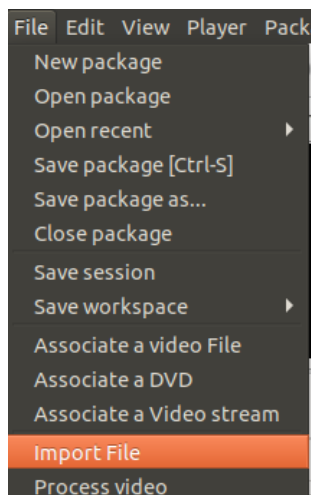 File Edit View Player Pack
New package
Open package
Open recent
Save package [Ctrl-S]
Save package as...
Close package
Save session
Save workspace
Associate a video File
Associate a DVD
Associate a Video stream
Import File
Process video